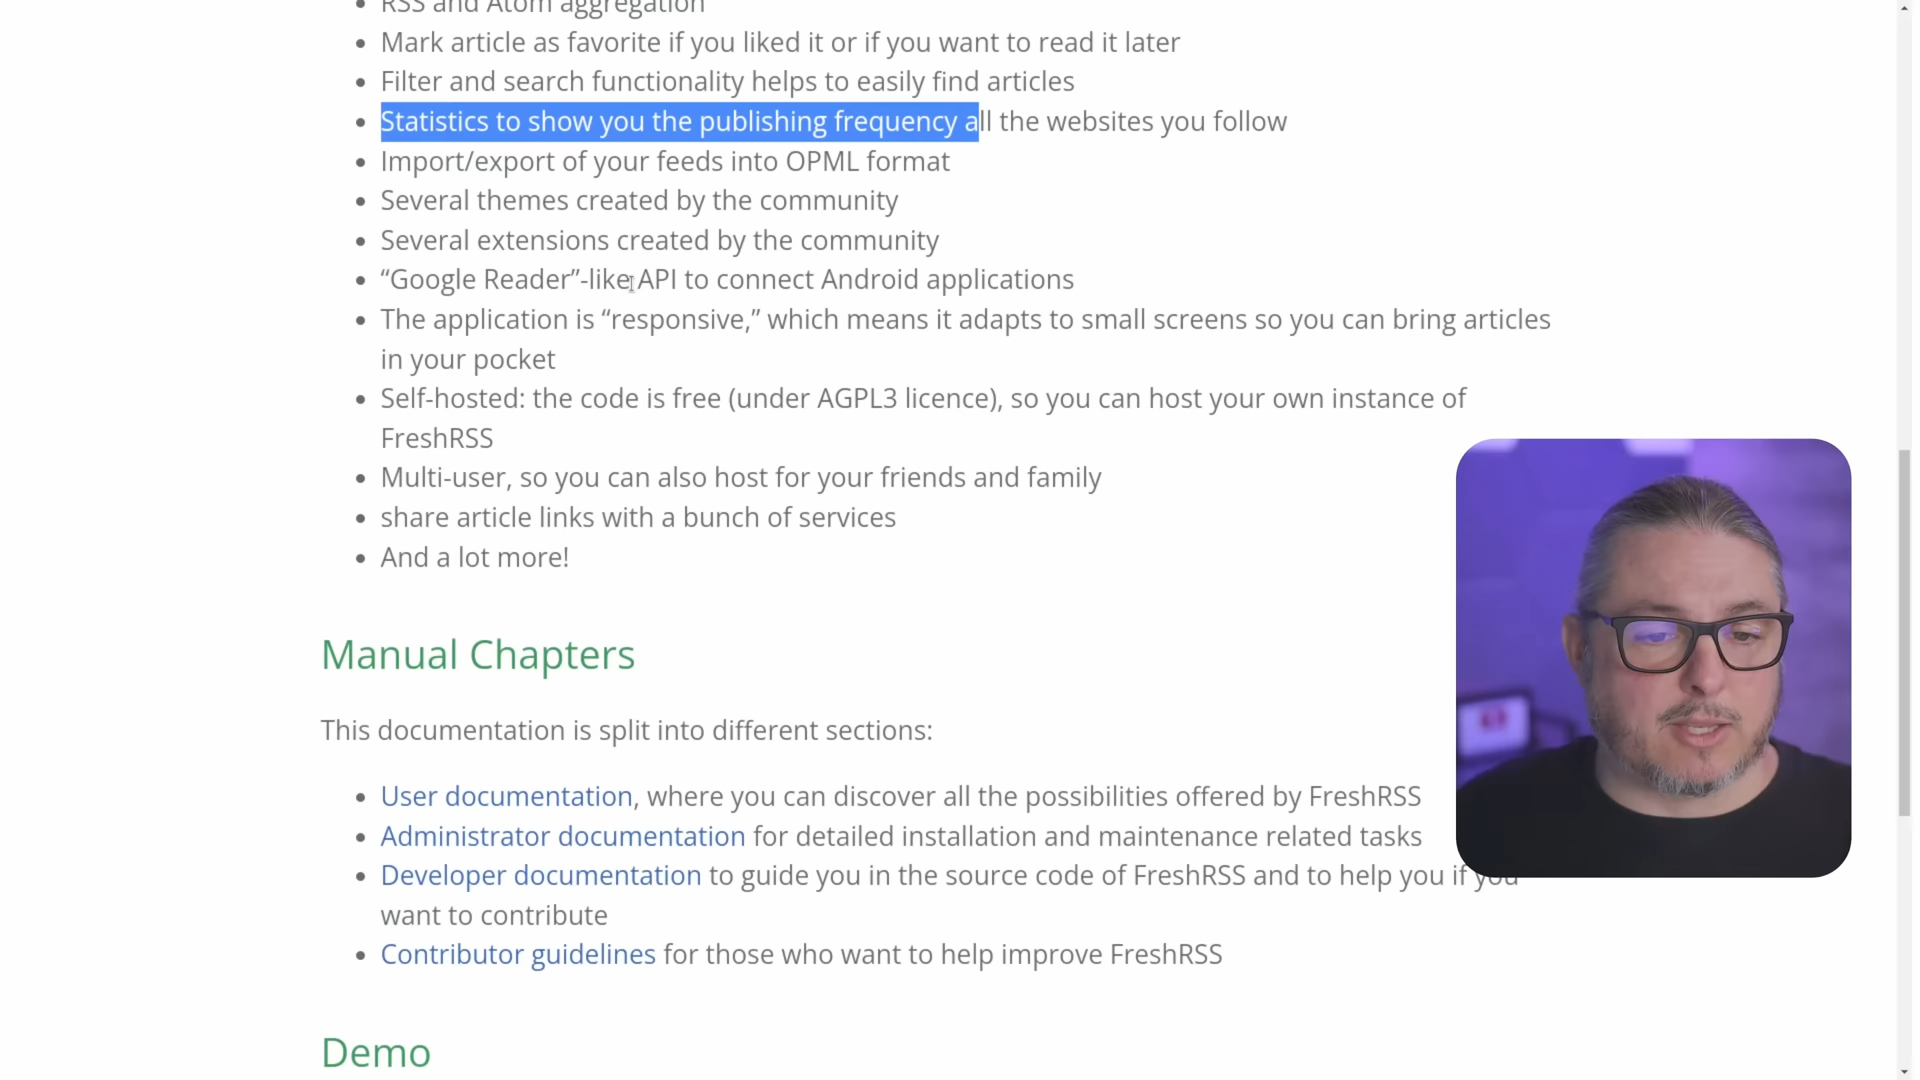 RSS and Atom aggregation
Mark article as favorite if you liked it or if you want to read it later
Filter and search functionality helps to easily find articles
Statistics to show you the publishing frequency all the websites you follow
Import/export of your feeds into OPML format
Several themes created by the community
Several extensions created by the community
“Google Reader”-like API to connect Android applications
The application is “responsive,” which means it adapts to small screens so you can bring articles
in your pocket
Self-hosted: the code is free (under AGPL3 licence), so you can host your own instance of
FreshRSS
Multi-user, so you can also host for your friends and family
share article links with a bunch of services
And a lot more!
Manual Chapters
This documentation is split into different sections:
User documentation, where you can discover all the possibilities offered by FreshRSS
Administrator documentation for detailed installation and maintenance related tasks
Developer documentation to guide you in the source code of FreshRSS and to help you if you
want to contribute
Contributor guidelines for those who want to help improve FreshRSS
Demo